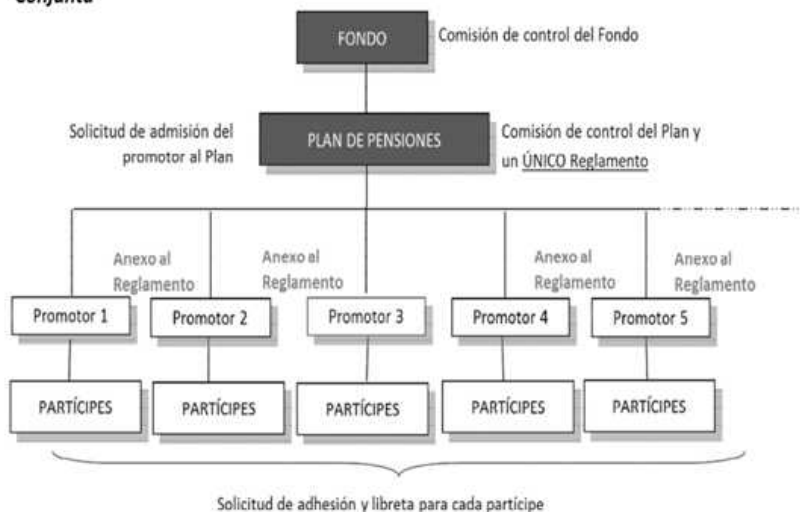 Conjunta
FONDO
Comisión de control del Fondo
Solicitud de admisión del
promotor al Plan
PLAN DE PENSIONES
Comisión de control del Plan y
un ÚNICO Reglamento
Anexo al
Reglamento
Anexo al
Reglamento
Anexo al
Reglamento
Anexo al
Reglamento
Promotor 1
Promotor 2
Promotor 3
Promotor 4
Promotor 5
PARTÍCIPES
PARTÍCIPES
PARTÍCIPES
PARTÍCIPES
PARTÍCIPES
Solicitud de adhesión y libreta para cada partícipe